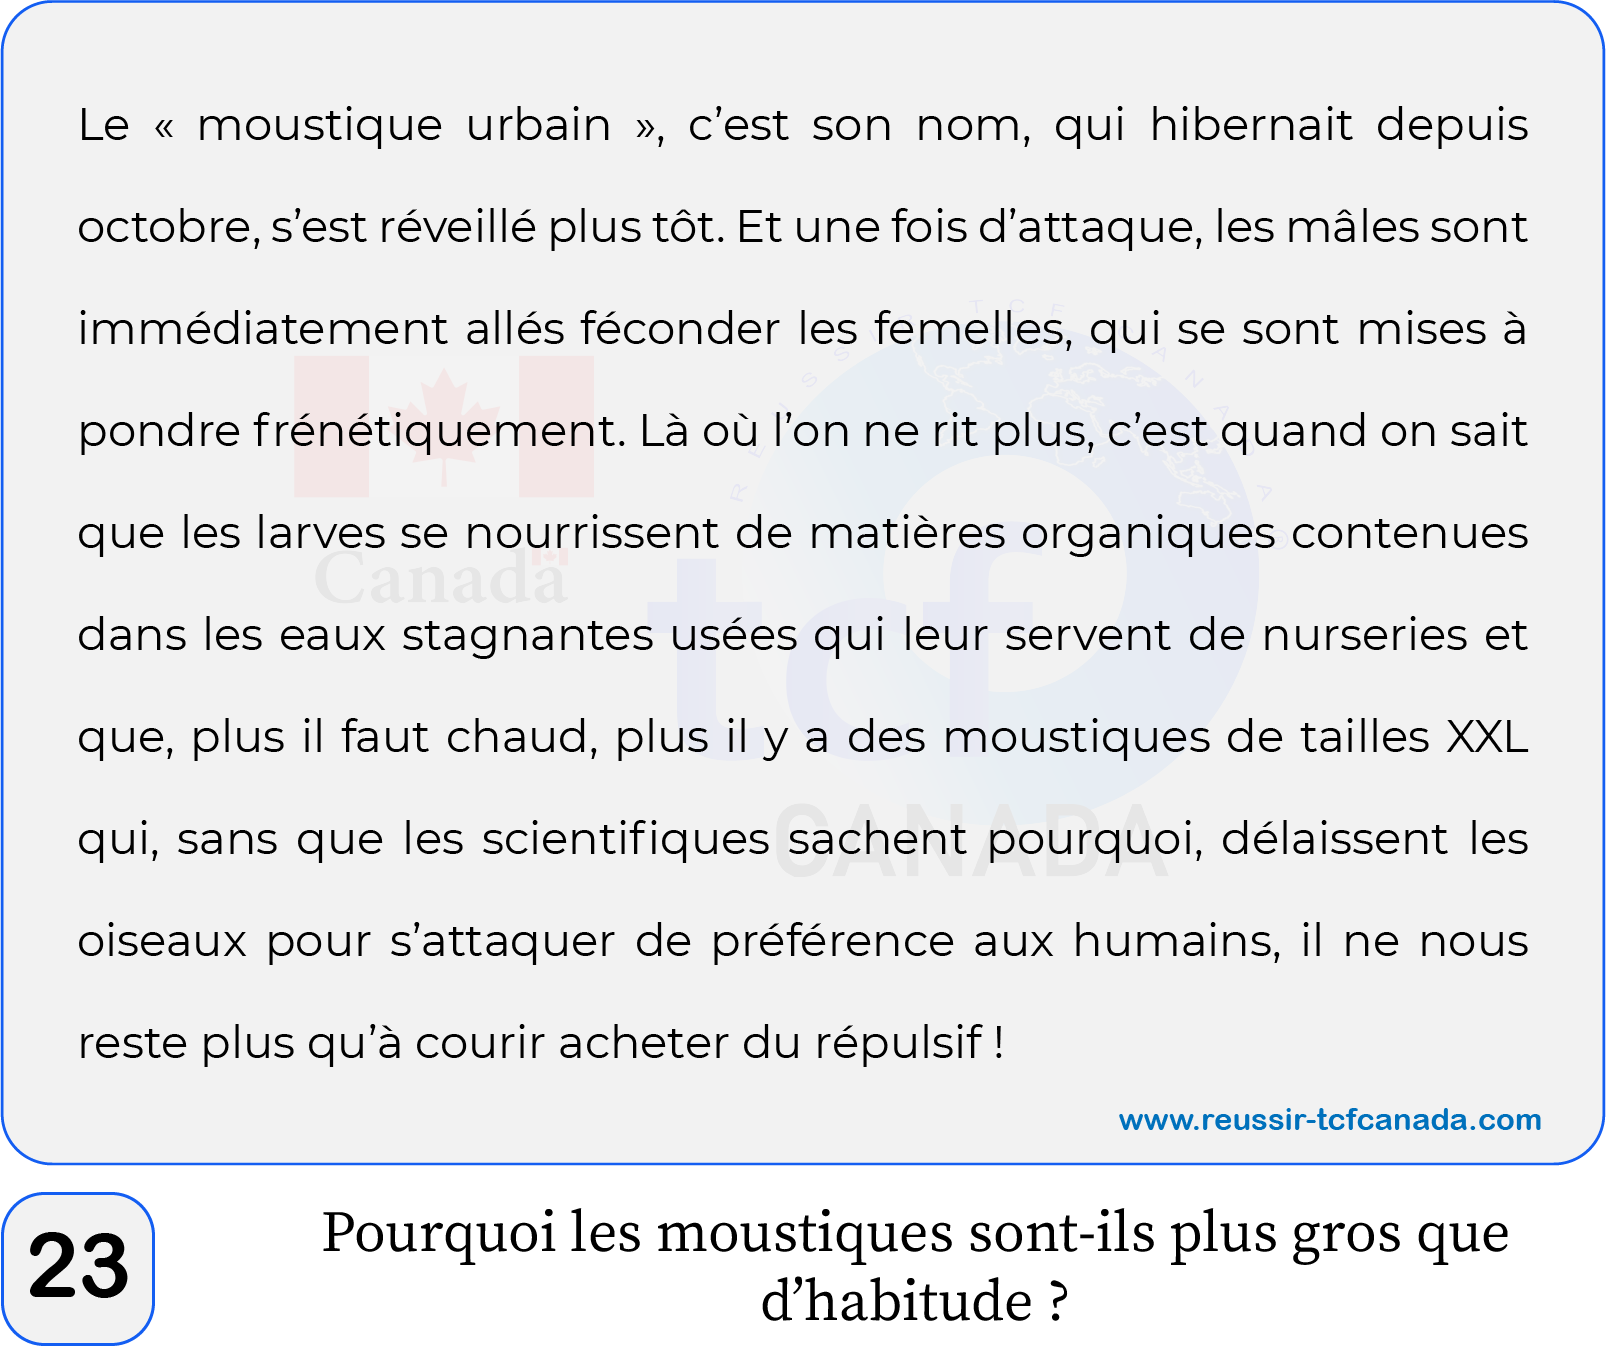 Le « moustique urbain », c’est son nom, qui hibernait depuis
octobre, s’est réveillé plus tôt. Et une fois d’attaque, les mâles sont
immédiatement allés féconder les femelles, qui se sont mises à
pondre frénétiquement. Là où l’on ne rit plus, c’est quand on sait
que les larves se nourrissent de matières organiques contenues
dans les eaux stagnantes usées qui leur servent de nurseries et
que, plus il faut chaud, plus il y a des moustiques de tailles XXL
qui, sans que les scientifiques sachent pourquoi, délaissent les
oiseaux pour s’attaquer de préférence aux humains, il ne nous
reste plus qu’à courir acheter du répulsif !
REUSSIR TCF CANADA ®
Canada
tcf
CANADA
www.reussir-tcfcanada.com
23
Pourquoi les moustiques sont-ils plus gros que
d’habitude ?